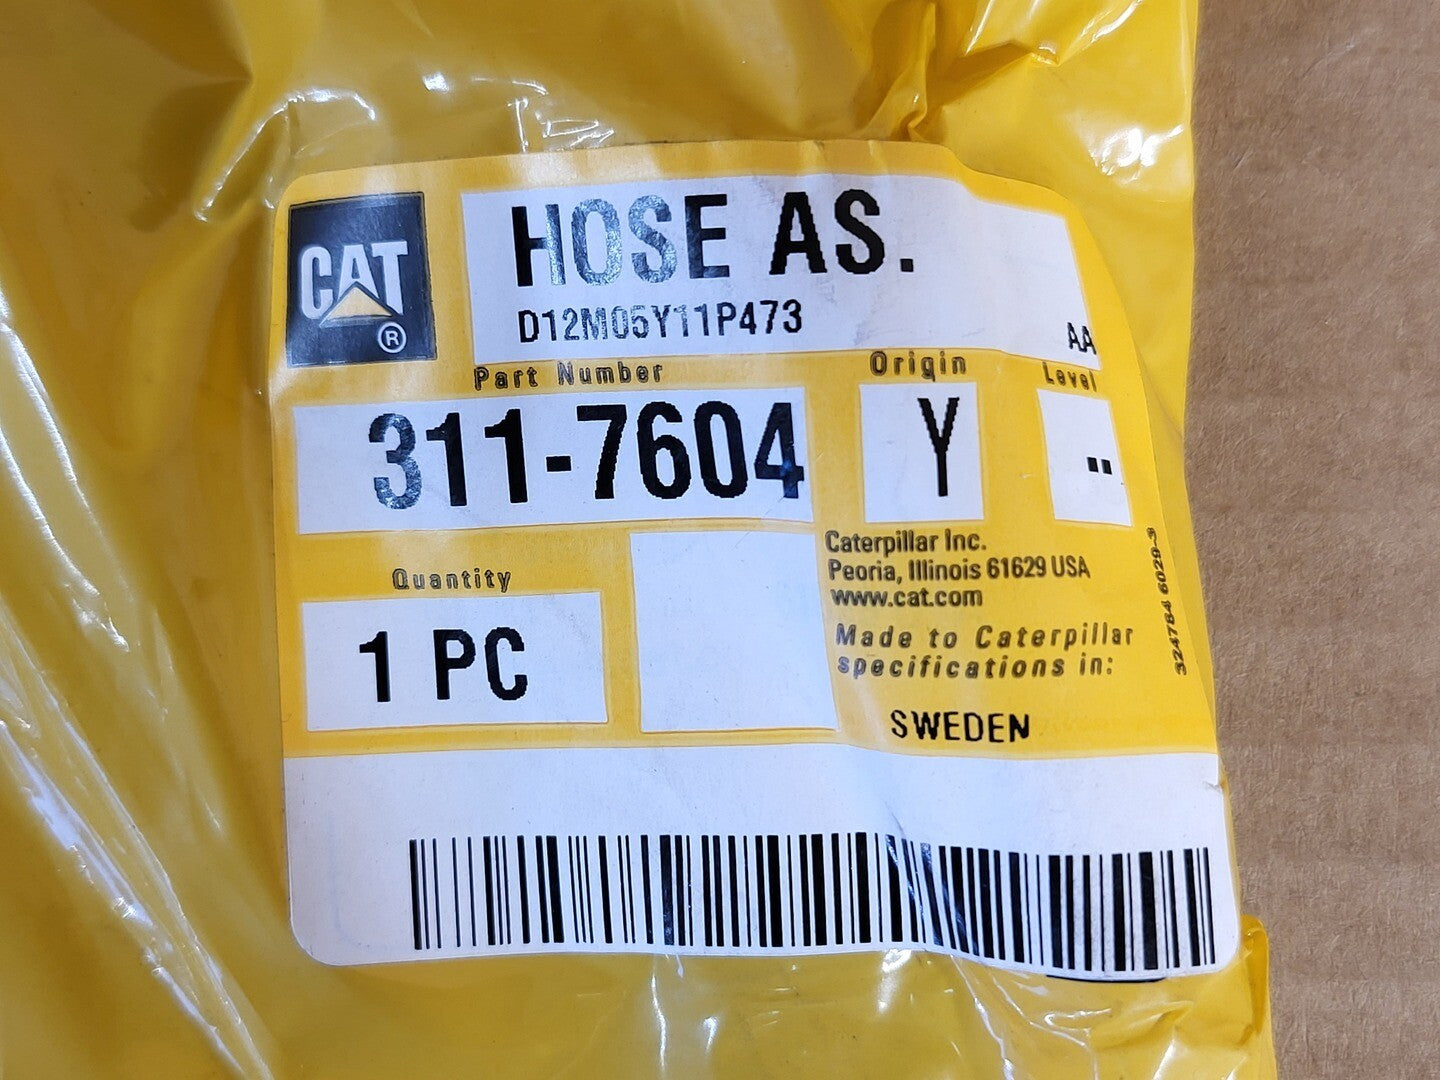 CAT®
HOSE AS.
D12M05Y11P473
AA
Part Number
Origin
Level
311-7604
Y
--
Quantity
1 PC
Caterpillar Inc.
Peoria, Illinois 61629 USA
www.cat.com
Made to Caterpillar
specifications in:
SWEDEN
324784 6029-3